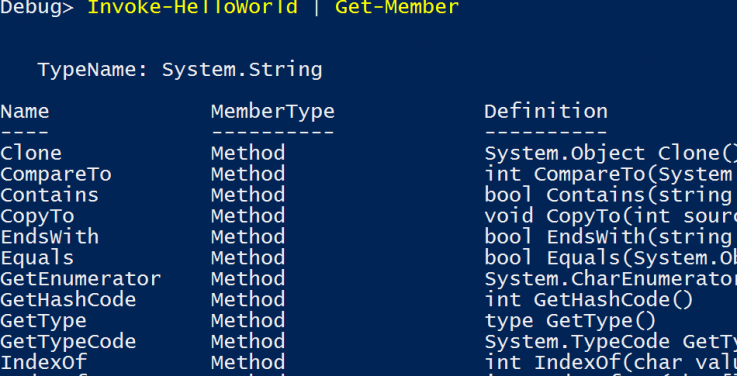 Debug> Invoke-HelloWorld | Get-Member
TypeName: System.String
Name MemberType Definition
---- ---------- ----------
Clone Method System.Object Clone()
CompareTo Method int CompareTo(System
Contains Method bool Contains(string
CopyTo Method void CopyTo(int sourc
EndsWith Method bool EndsWith(string
Equals Method bool Equals(System.Ob
GetEnumerator Method System.CharEnumerator
GetHashCode Method int GetHashCode()
GetType Method type GetType()
GetTypeCode Method System.TypeCode GetTy
IndexOf Method int IndexOf(char valu